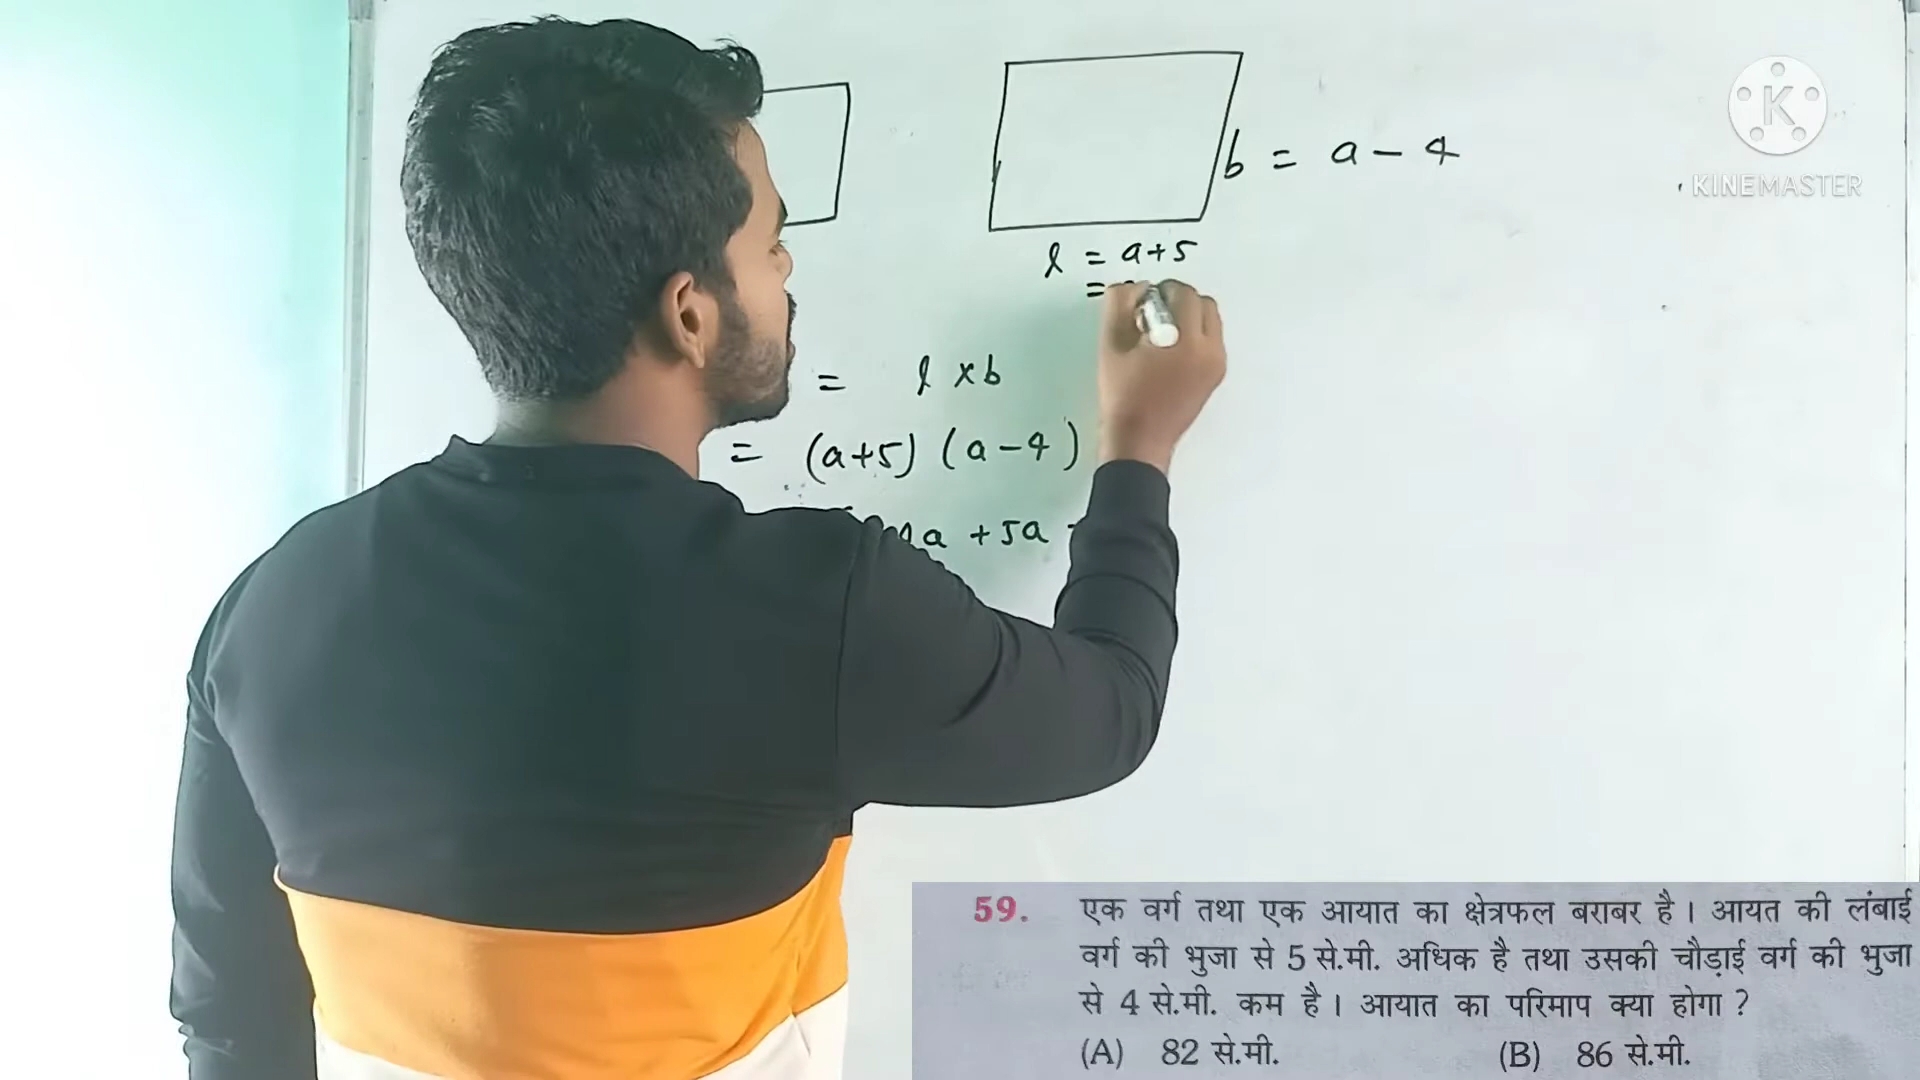 b = a - 4
KINEMASTER
l = a+5
=
= l × b
= (a+5) (a-4)
4a + 5a
59. एक वर्ग तथा एक आयात का क्षेत्रफल बराबर है। आयत की लंबाई
वर्ग की भुजा से 5 से.मी. अधिक है तथा उसकी चौड़ाई वर्ग की भुजा
से 4 से.मी. कम है। आयात का परिमाप क्या होगा ?
(A) 82 से.मी. (B) 86 से.मी.